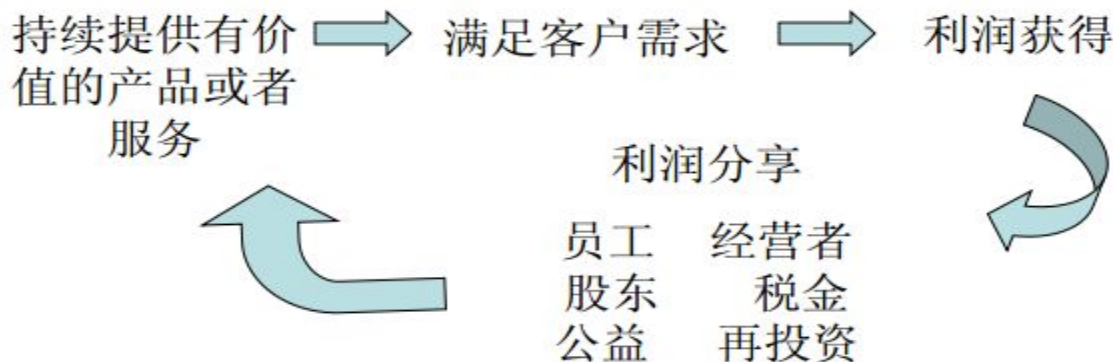 持续提供有价
值的产品或者
服务
满足客户需求
利润获得
利润分享
员工 经营者
股东 税金
公益 再投资